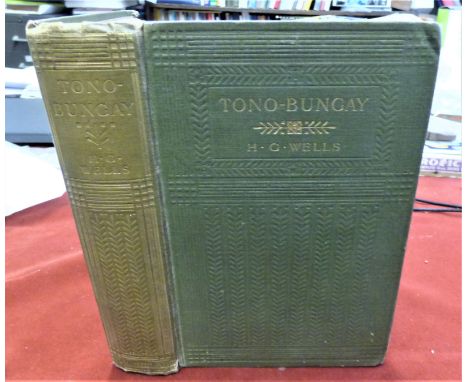 TONO-
BUNGAY
H·G·
WELLS
TONO-BUNGAY
H·G·WELLS